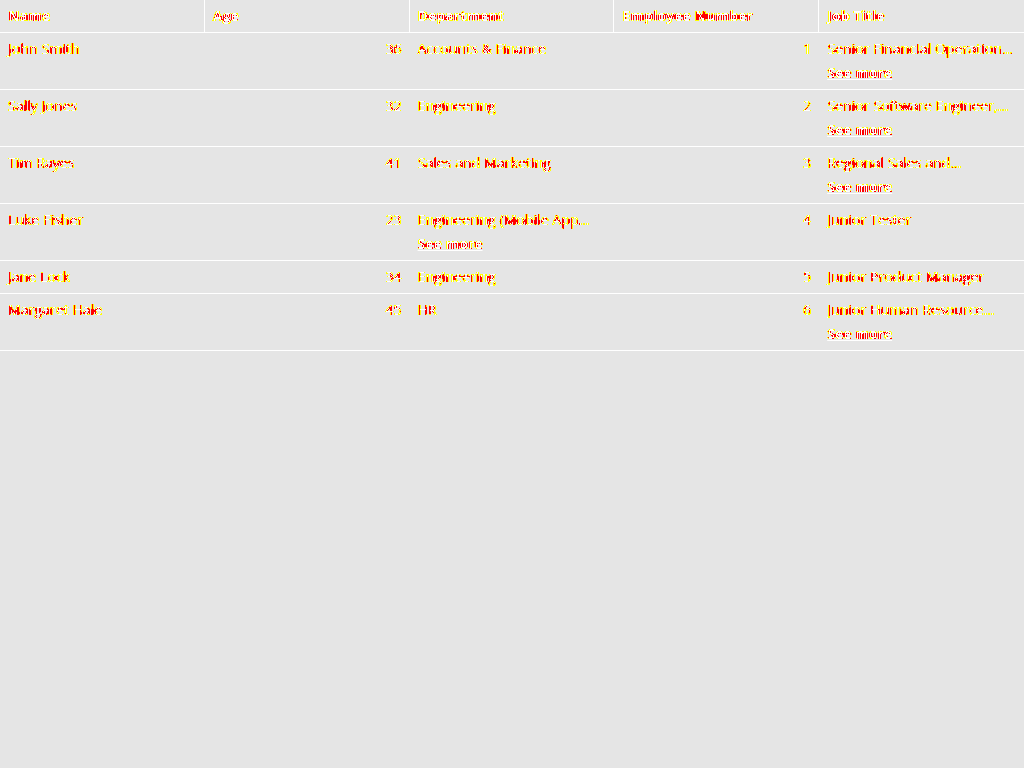 Name Age Department Employee Number Job Title
John Smith 36 Accounts & Finance 1 Senior Financial Operation...
See more
Sally Jones 32 Engineering 2 Senior Software Engineer...
See more
Tim Kayes 41 Sales and Marketing 3 Regional Sales and...
See more
Luke Fisher 23 Engineering (Mobile App... 4 Junior Tester
See more
Jane Lock 34 Engineering 5 Junior Product Manager
Margaret Hale 45 HR 6 Junior Human Resource...
See more